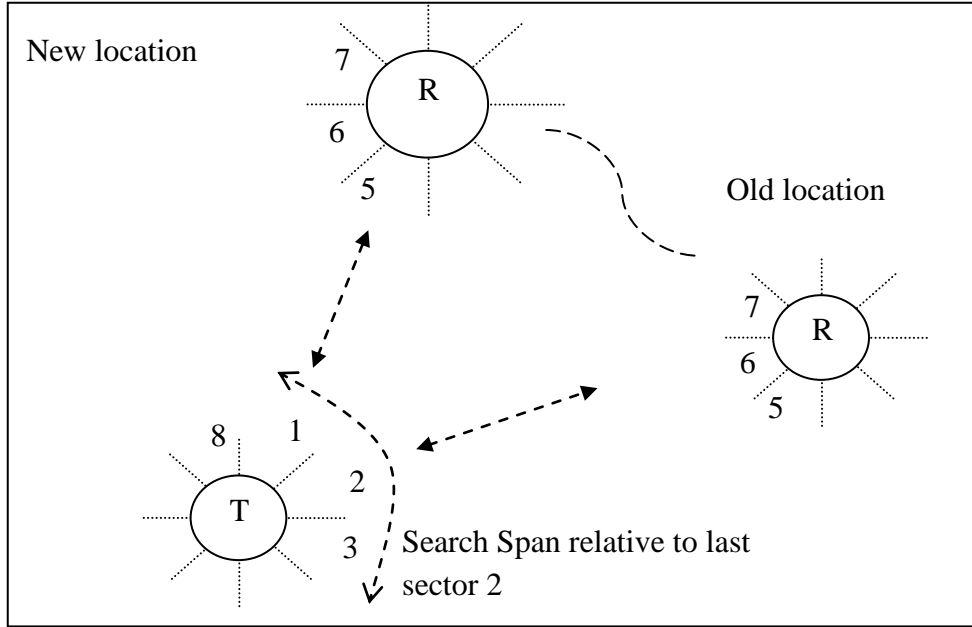 New location
7
R
6
5
Old location
7
R
6
5
8
1
2
T
3
Search Span relative to last
sector 2